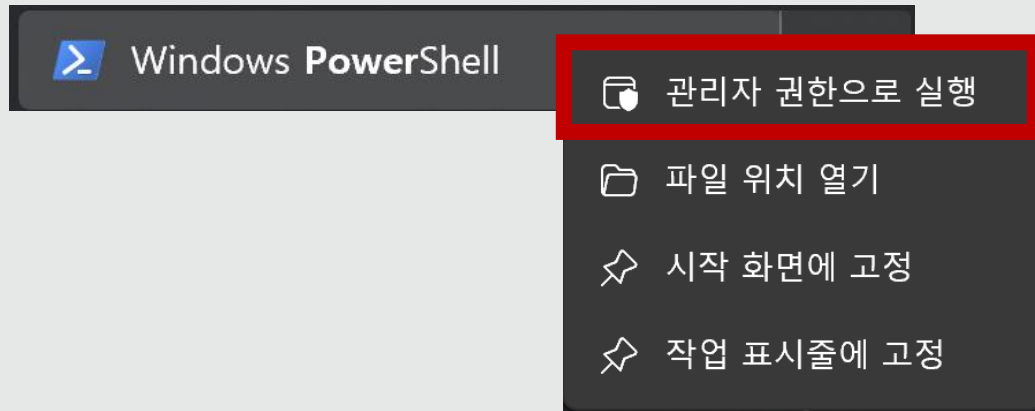 Windows PowerShell
관리자 권한으로 실행
파일 위치 열기
시작 화면에 고정
작업 표시줄에 고정